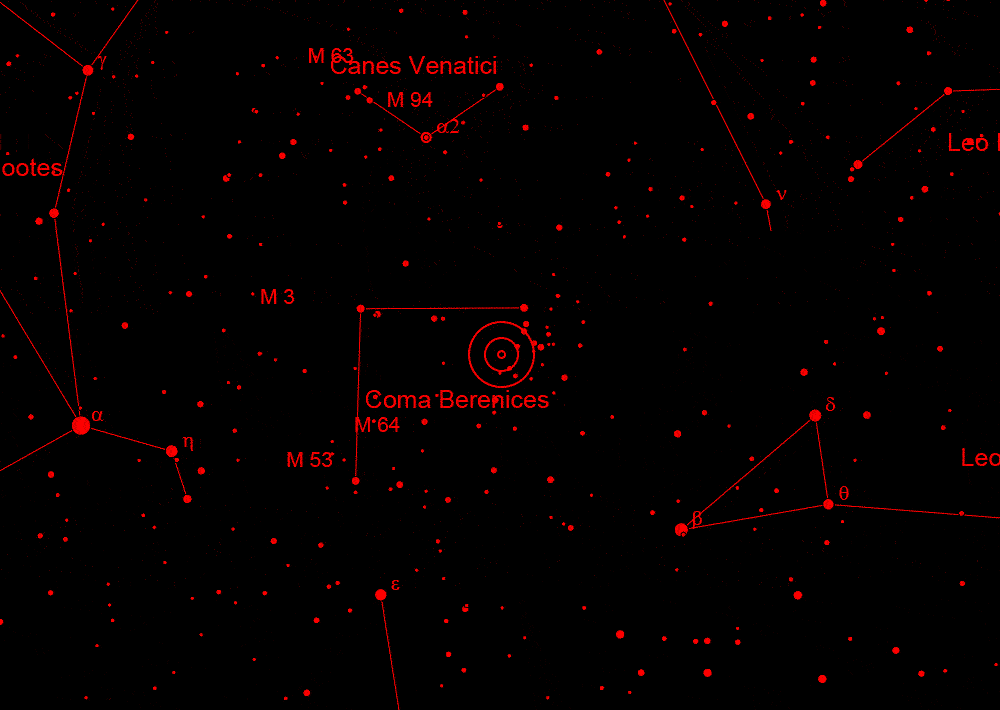 γ
M 63
Canes Venatici
M 94
α2
Leo
ootes
ν
M 3
Coma Berenices
δ
α
M 64
η
M 53
Leo
θ
β
ε